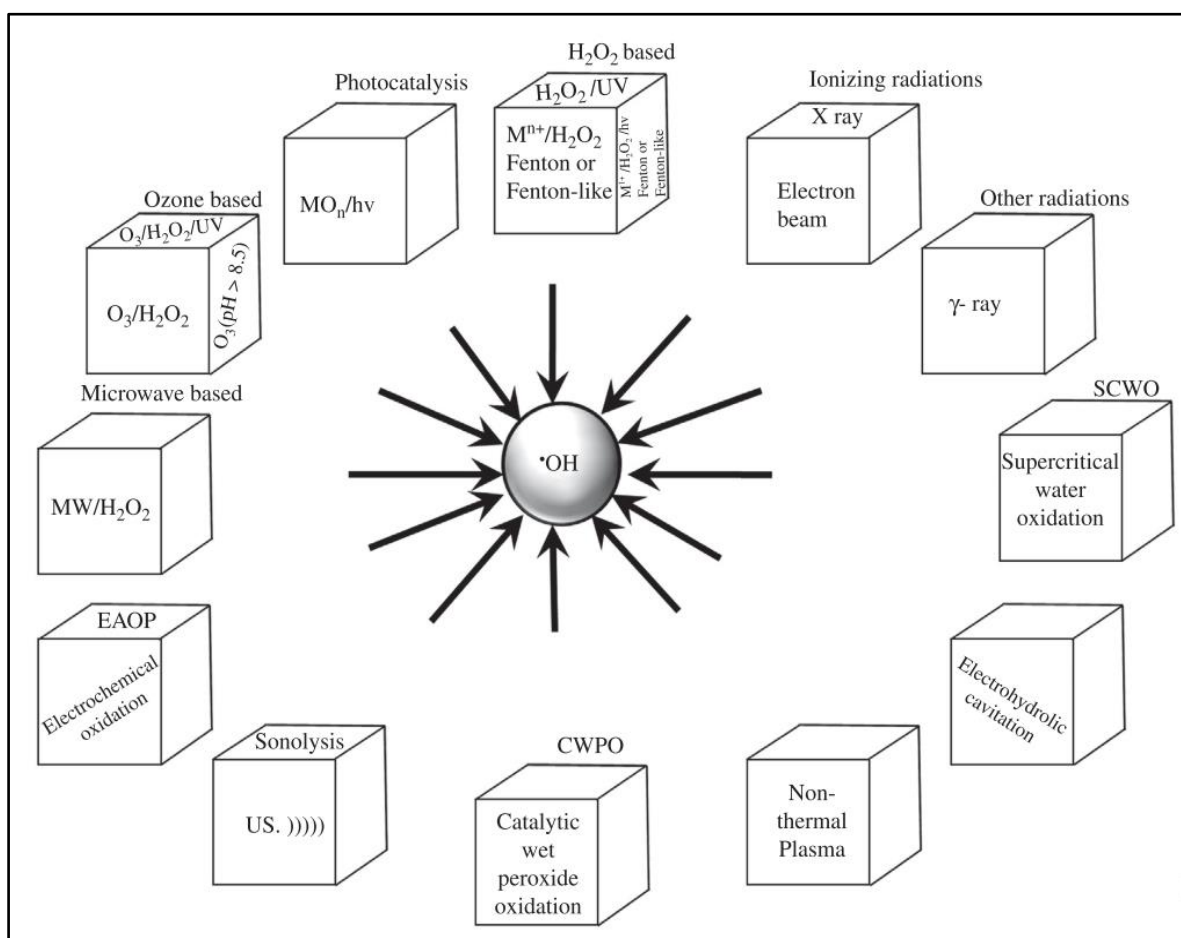 H₂O₂ based
H₂O₂/UV
Mⁿ⁺/H₂O₂
Fenton or
Fenton-like
M¹⁺/H₂O₂/hv
Fenton or
Fenton-like
Photocatalysis
MOₙ/hv
Ionizing radiations
X ray
Electron
beam
Ozone based
O₃/H₂O₂/UV
O₃/H₂O₂
O₃(pH > 8.5)
Other radiations
γ- ray
Microwave based
MW/H₂O₂
•OH
SCWO
Supercritical
water
oxidation
EAOP
Electrochemical
oxidation
Electrohydrolic
cavitation
Sonolysis
US. )))))
CWPO
Catalytic
wet
peroxide
oxidation
Non-
thermal
Plasma